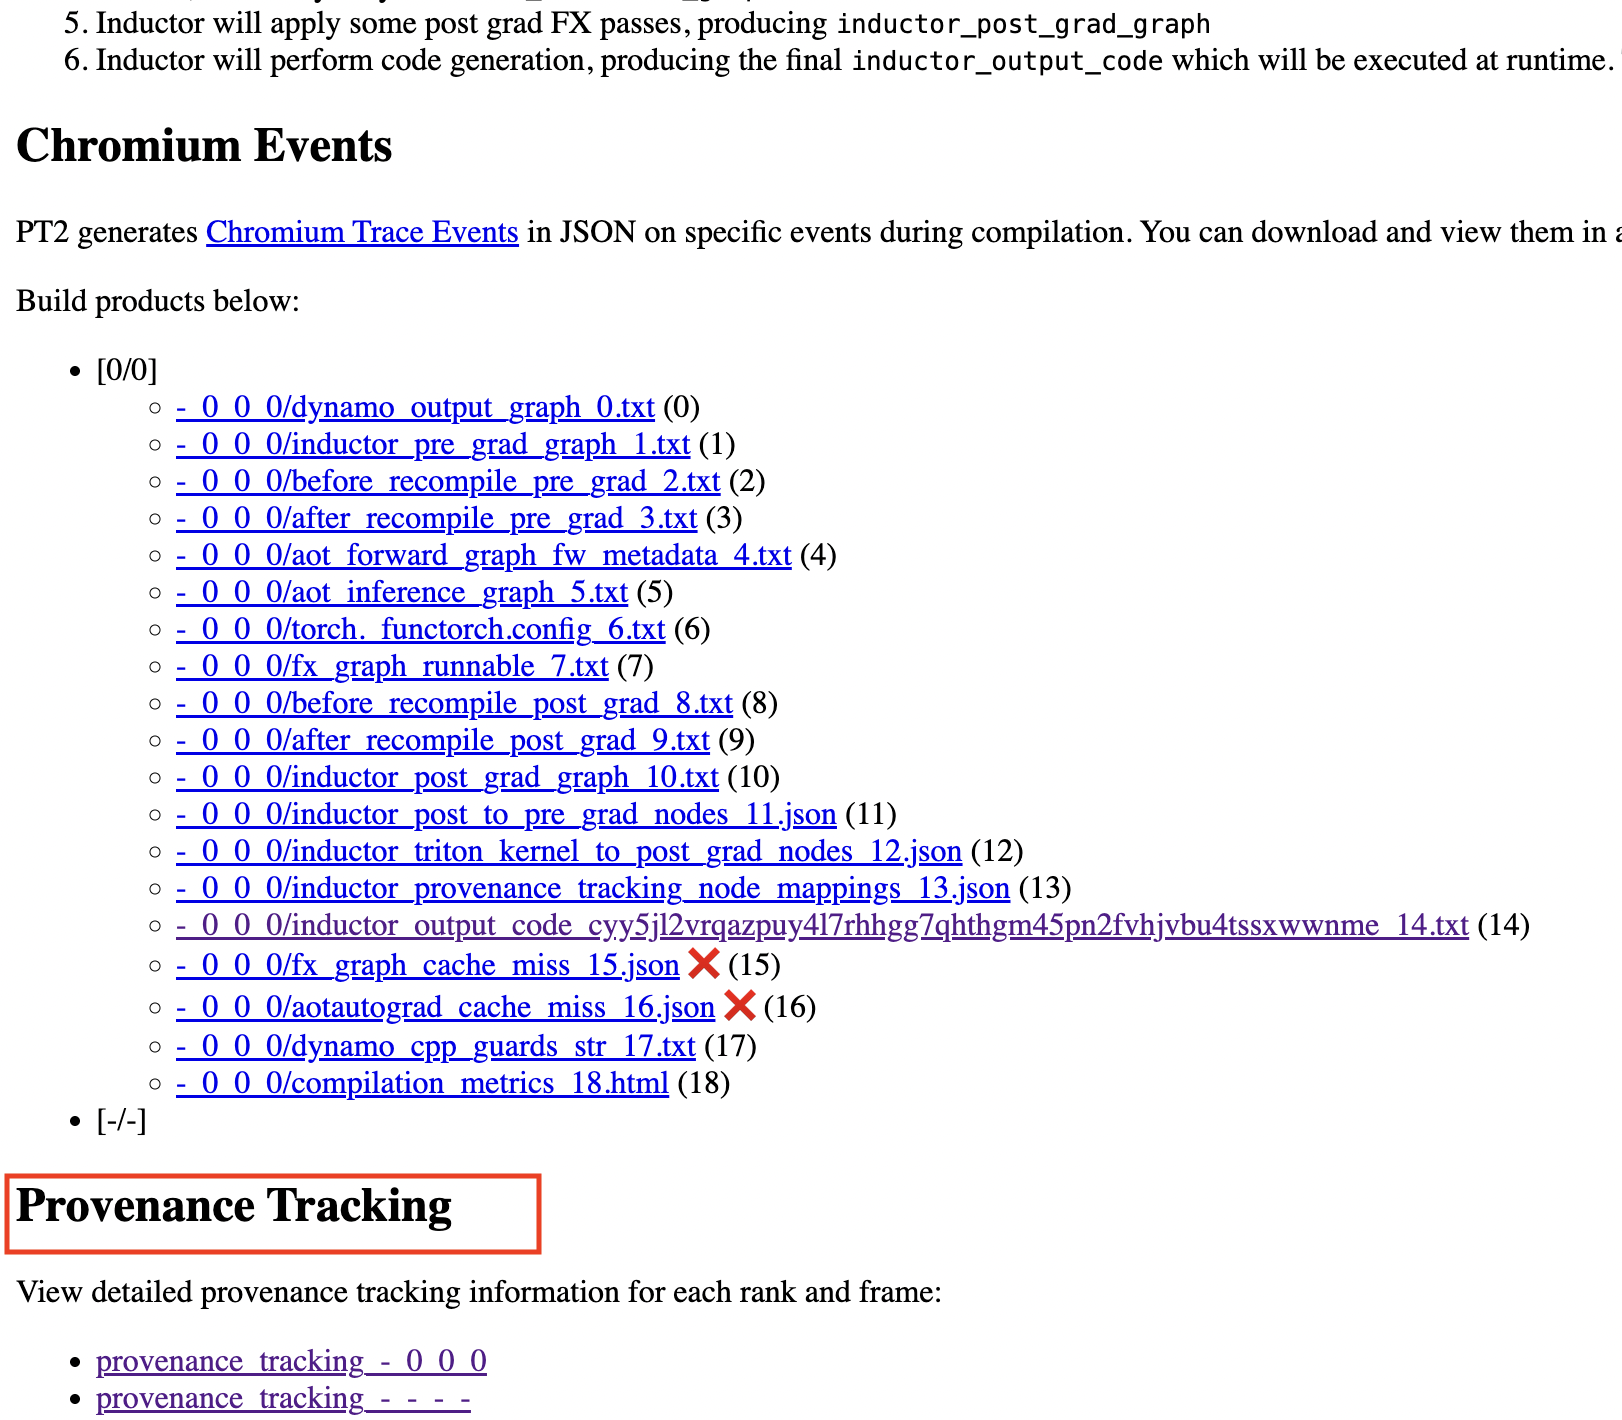 5. Inductor will apply some post grad FX passes, producing inductor_post_grad_graph
6. Inductor will perform code generation, producing the final inductor_output_code which will be executed at runtime.
Chromium Events
PT2 generates Chromium Trace Events in JSON on specific events during compilation. You can download and view them in a
Build products below:
• [0/0]
◦ -_0_0_0/dynamo_output_graph_0.txt (0)
◦ -_0_0_0/inductor_pre_grad_graph_1.txt (1)
◦ -_0_0_0/before_recompile_pre_grad_2.txt (2)
◦ -_0_0_0/after_recompile_pre_grad_3.txt (3)
◦ -_0_0_0/aot_forward_graph_fw_metadata_4.txt (4)
◦ -_0_0_0/aot_inference_graph_5.txt (5)
◦ -_0_0_0/torch._functorch.config_6.txt (6)
◦ -_0_0_0/fx_graph_runnable_7.txt (7)
◦ -_0_0_0/before_recompile_post_grad_8.txt (8)
◦ -_0_0_0/after_recompile_post_grad_9.txt (9)
◦ -_0_0_0/inductor_post_grad_graph_10.txt (10)
◦ -_0_0_0/inductor_post_to_pre_grad_nodes_11.json (11)
◦ -_0_0_0/inductor_triton_kernel_to_post_grad_nodes_12.json (12)
◦ -_0_0_0/inductor_provenance_tracking_node_mappings_13.json (13)
◦ -_0_0_0/inductor_output_code_cyy5jl2vrqazpuy4l7rhhgg7qhthgm45pn2fvhjvbu4tssxwwnme_14.txt (14)
◦ -_0_0_0/fx_graph_cache_miss_15.json ❌ (15)
◦ -_0_0_0/aotautograd_cache_miss_16.json ❌ (16)
◦ -_0_0_0/dynamo_cpp_guards_str_17.txt (17)
◦ -_0_0_0/compilation_metrics_18.html (18)
• [-/-]
Provenance Tracking
View detailed provenance tracking information for each rank and frame:
• provenance_tracking_-_0_0_0
• provenance_tracking_-_-_-_-